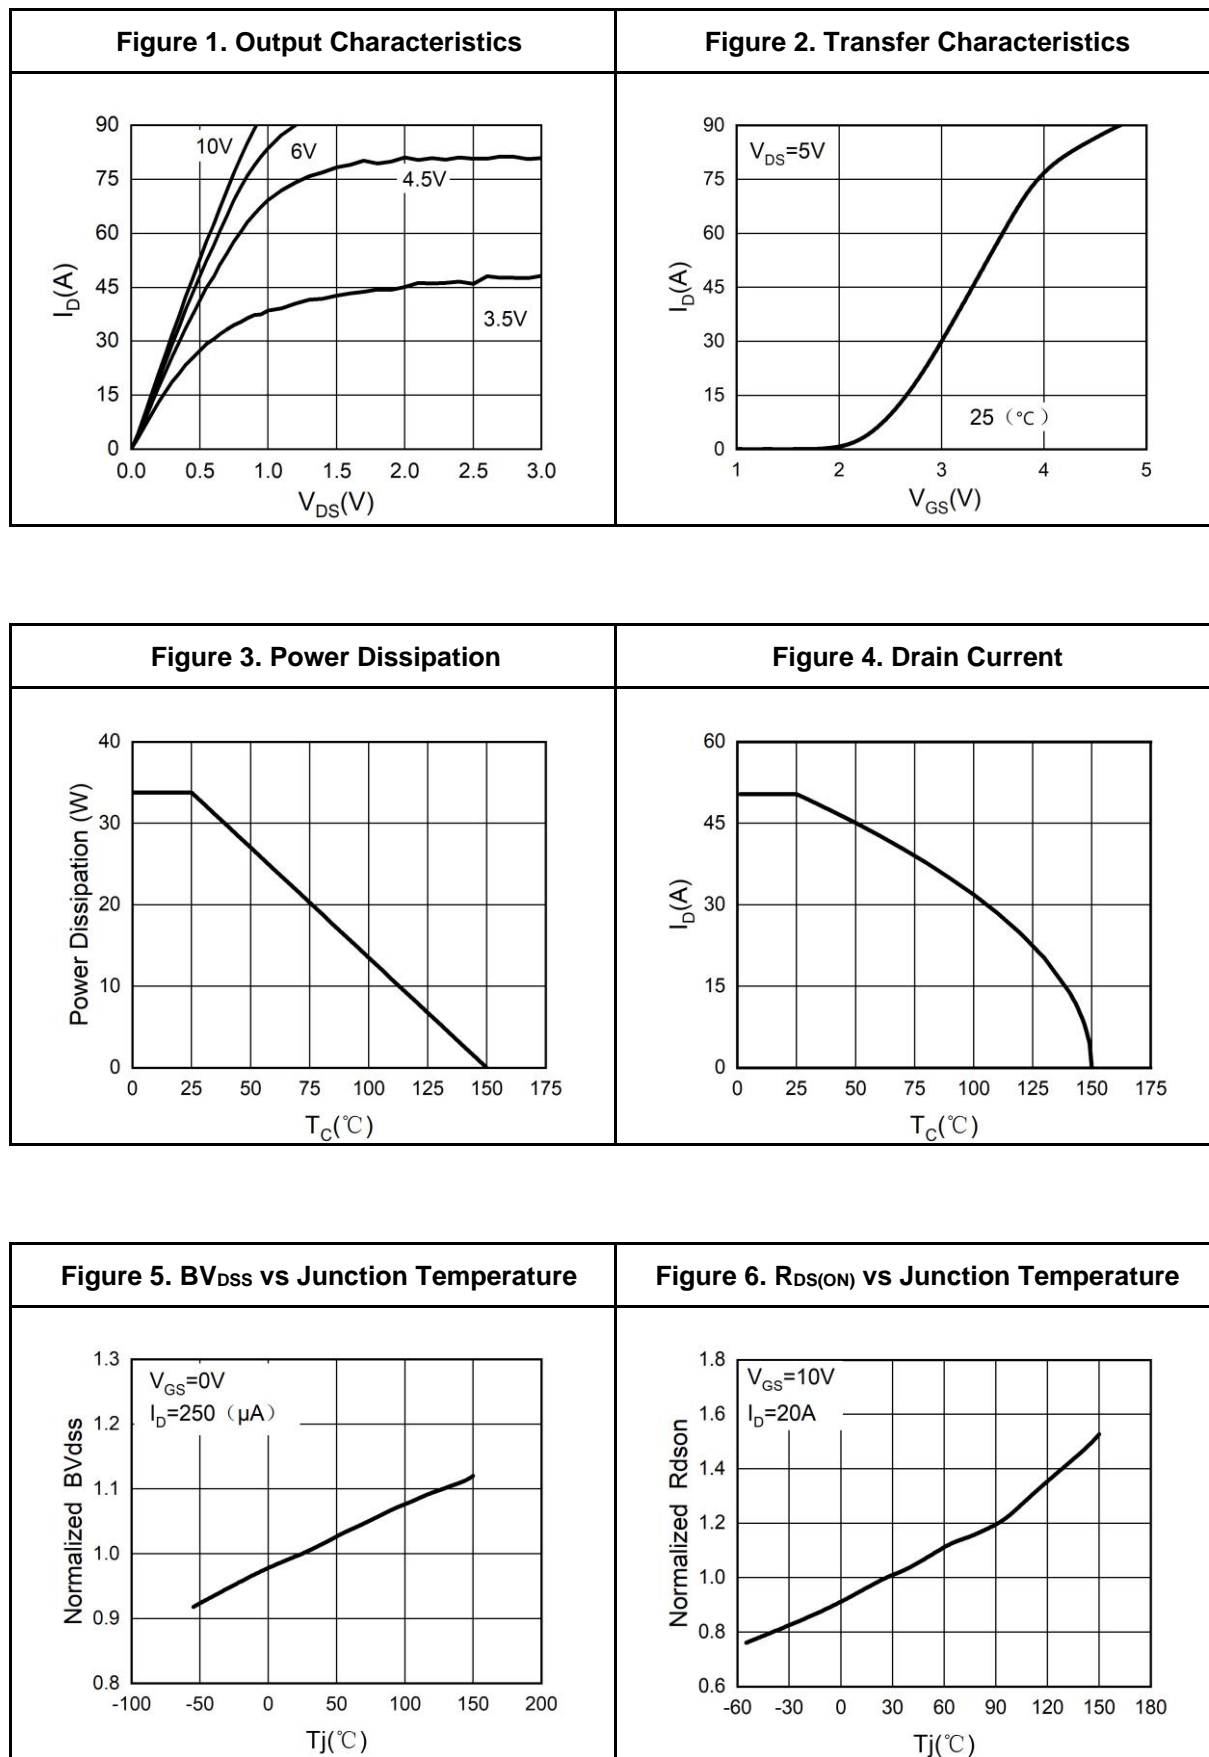 Figure 1. Output Characteristics
Figure 2. Transfer Characteristics
90
75
60
45
30
15
0
I_D(A)
10V
6V
4.5V
3.5V
0.0 0.5 1.0 1.5 2.0 2.5 3.0
V_DS(V)
90
75
60
45
30
15
0
I_D(A)
V_DS=5V
25（℃）
1 2 3 4 5
V_GS(V)
Figure 3. Power Dissipation
Figure 4. Drain Current
40
30
20
10
0
Power Dissipation (W)
0 25 50 75 100 125 150 175
T_C(℃)
60
45
30
15
0
I_D(A)
0 25 50 75 100 125 150 175
T_C(℃)
Figure 5. BV_DSS vs Junction Temperature
Figure 6. R_DS(ON) vs Junction Temperature
1.3
1.2
1.1
1.0
0.9
0.8
Normalized BVdss
V_GS=0V
I_D=250（μA）
-100 -50 0 50 100 150 200
Tj(℃)
1.8
1.6
1.4
1.2
1.0
0.8
0.6
Normalized Rdson
V_GS=10V
I_D=20A
-60 -30 0 30 60 90 120 150 180
Tj(℃)